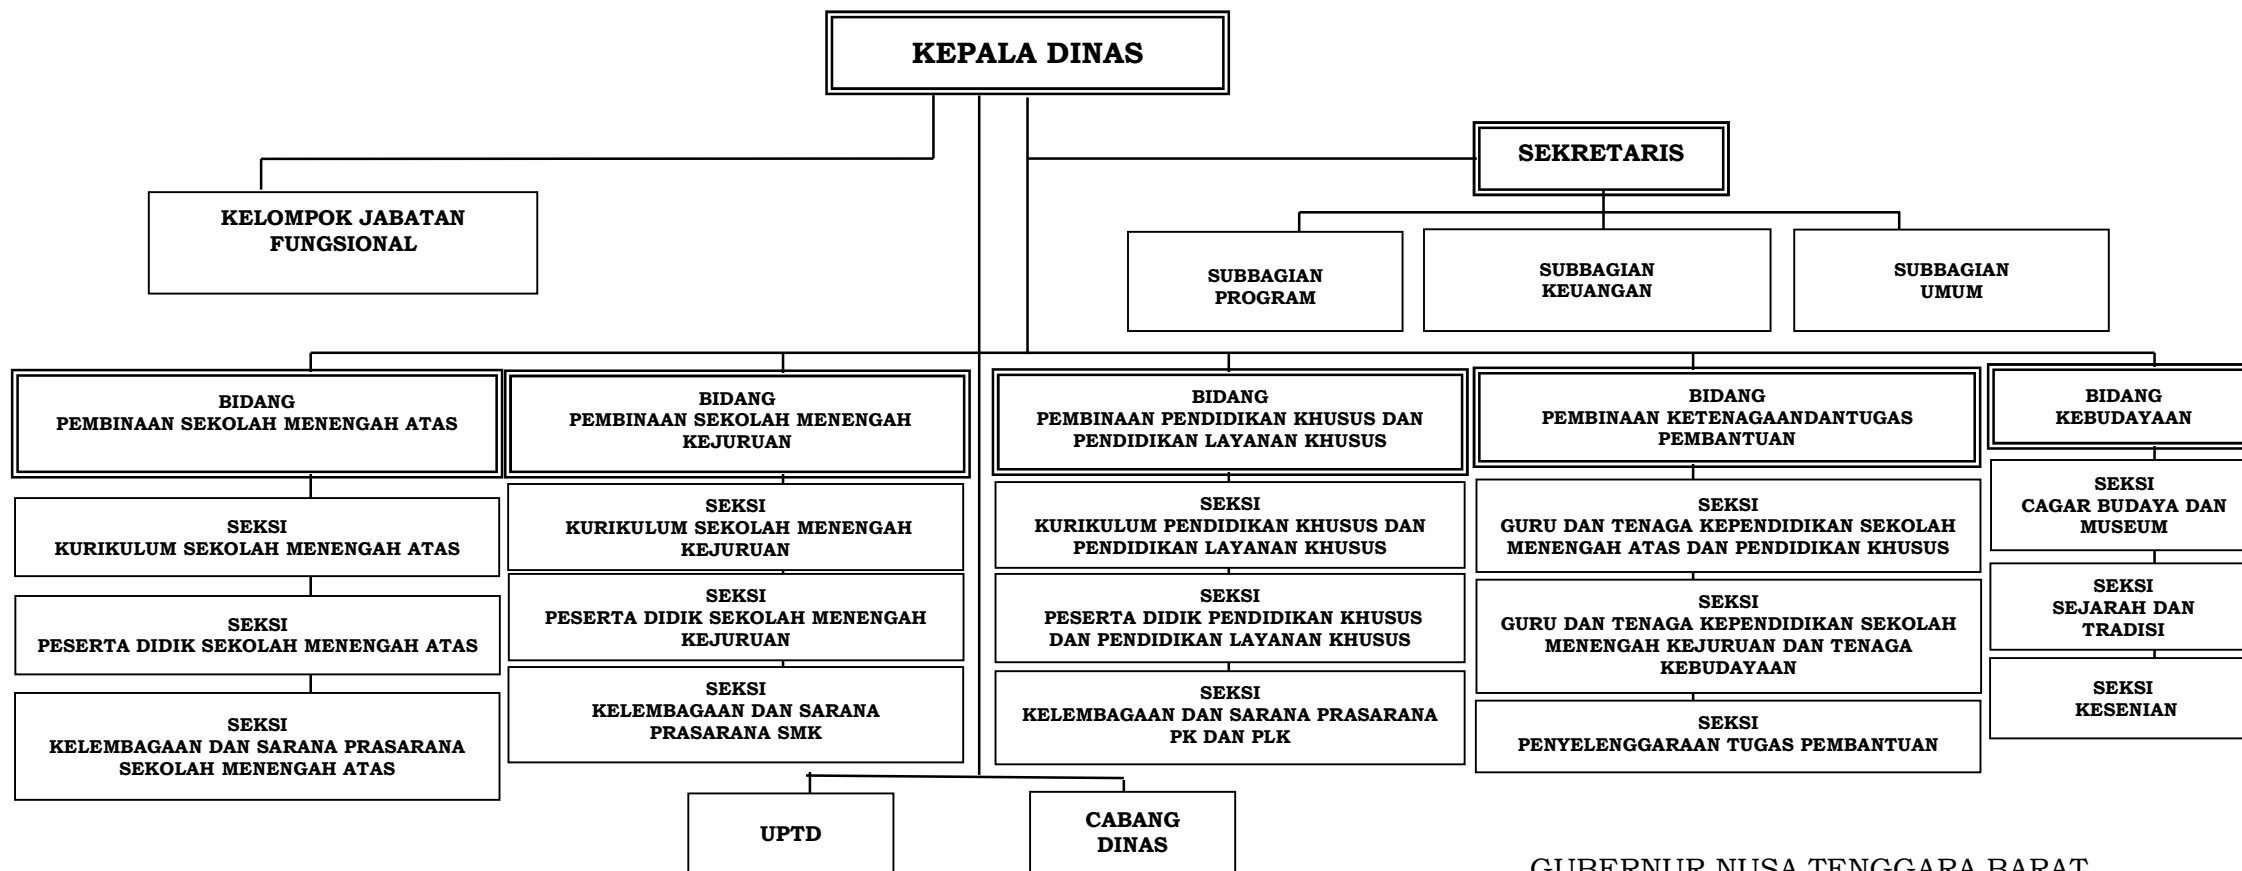 KEPALA DINAS
SEKRETARIS
KELOMPOK JABATAN
FUNGSIONAL
SUBBAGIAN
PROGRAM
SUBBAGIAN
KEUANGAN
SUBBAGIAN
UMUM
BIDANG
PEMBINAAN SEKOLAH MENENGAH ATAS
SEKSI
KURIKULUM SEKOLAH MENENGAH ATAS
SEKSI
PESERTA DIDIK SEKOLAH MENENGAH ATAS
SEKSI
KELEMBAGAAN DAN SARANA PRASARANA
SEKOLAH MENENGAH ATAS
BIDANG
PEMBINAAN SEKOLAH MENENGAH
KEJURUAN
SEKSI
KURIKULUM SEKOLAH MENENGAH
KEJURUAN
SEKSI
PESERTA DIDIK SEKOLAH MENENGAH
KEJURUAN
SEKSI
KELEMBAGAAN DAN SARANA
PRASARANA SMK
BIDANG
PEMBINAAN PENDIDIKAN KHUSUS DAN
PENDIDIKAN LAYANAN KHUSUS
SEKSI
KURIKULUM PENDIDIKAN KHUSUS DAN
PENDIDIKAN LAYANAN KHUSUS
SEKSI
PESERTA DIDIK PENDIDIKAN KHUSUS
DAN PENDIDIKAN LAYANAN KHUSUS
SEKSI
KELEMBAGAAN DAN SARANA PRASARANA
PK DAN PLK
BIDANG
PEMBINAAN KETENAGAANDANTUGAS
PEMBANTUAN
SEKSI
GURU DAN TENAGA KEPENDIDIKAN SEKOLAH
MENENGAH ATAS DAN PENDIDIKAN KHUSUS
SEKSI
GURU DAN TENAGA KEPENDIDIKAN SEKOLAH
MENENGAH KEJURUAN DAN TENAGA
KEBUDAYAAN
SEKSI
PENYELENGGARAAN TUGAS PEMBANTUAN
BIDANG
KEBUDAYAAN
SEKSI
CAGAR BUDAYA DAN
MUSEUM
SEKSI
SEJARAH DAN
TRADISI
SEKSI
KESENIAN
UPTD
CABANG
DINAS
GUBERNUR NUSA TENGGARA BARAT